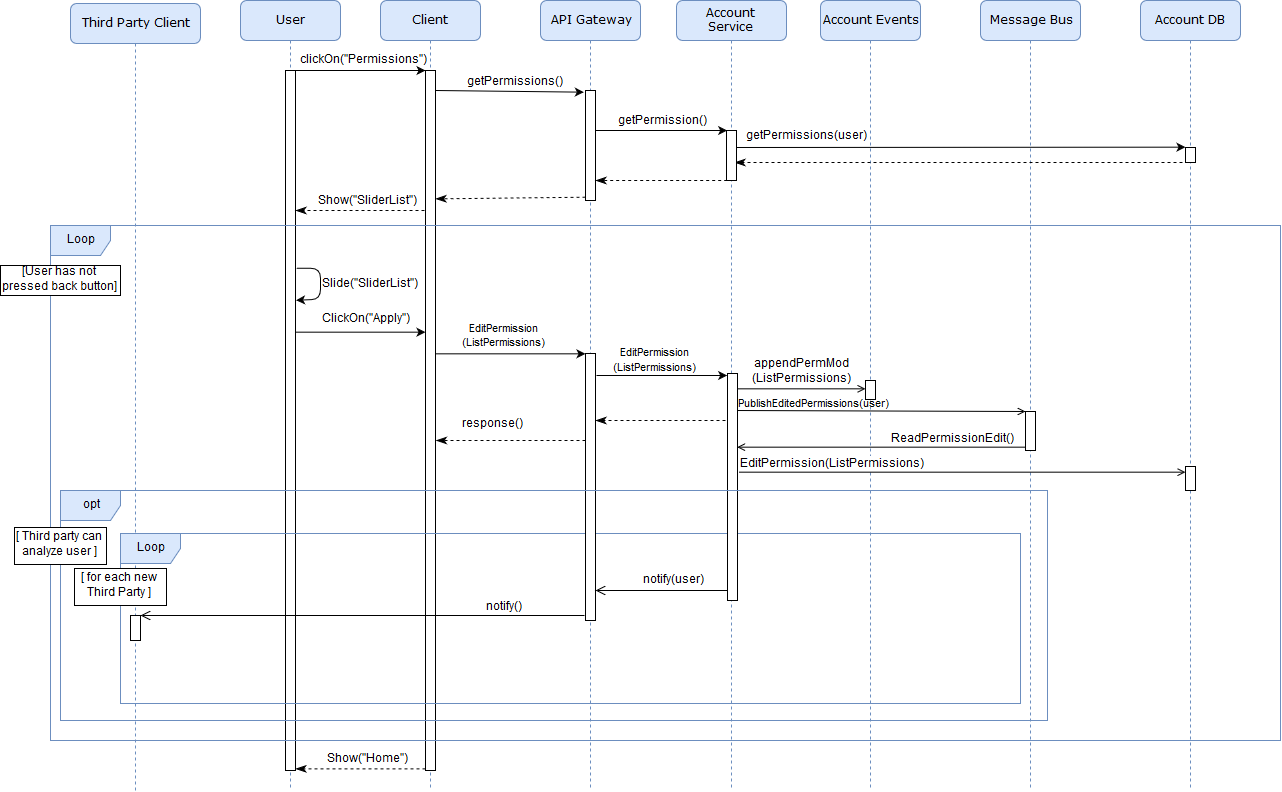 Third Party Client
User
Client
API Gateway
Account
Service
Account Events
Message Bus
Account DB
clickOn("Permissions")
getPermissions()
getPermission()
getPermissions(user)
Show("SliderList")
Loop
[User has not
pressed back button]
Slide("SliderList")
ClickOn("Apply")
EditPermission
(ListPermissions)
EditPermission
(ListPermissions)
appendPermMod
(ListPermissions)
PublishEditedPermissions(user)
response()
ReadPermissionEdit()
EditPermission(ListPermissions)
opt
[ Third party can
analyze user ]
Loop
[ for each new
Third Party ]
notify(user)
notify()
Show("Home")